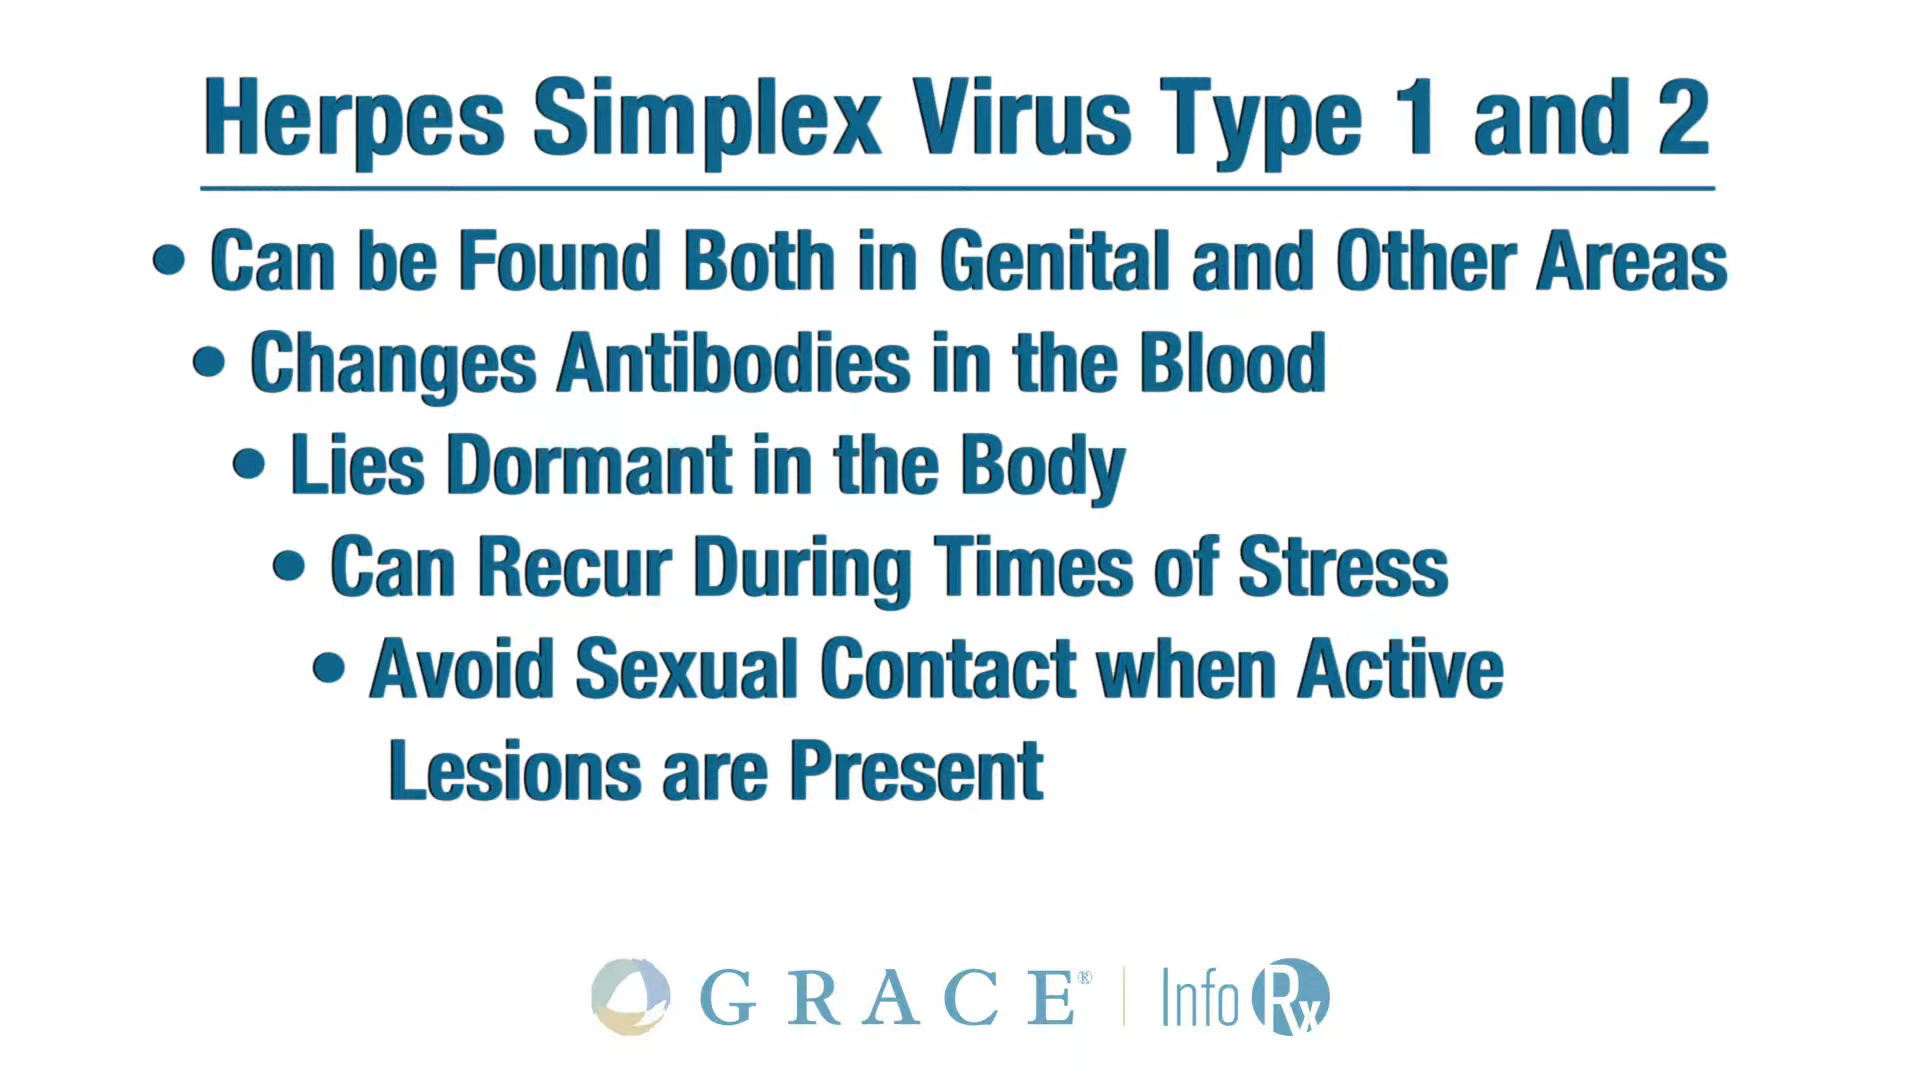 Herpes Simplex Virus Type 1 and 2
• Can be Found Both in Genital and Other Areas
• Changes Antibodies in the Blood
• Lies Dormant in the Body
• Can Recur During Times of Stress
• Avoid Sexual Contact when Active
Lesions are Present
GRACE® | Info Rx